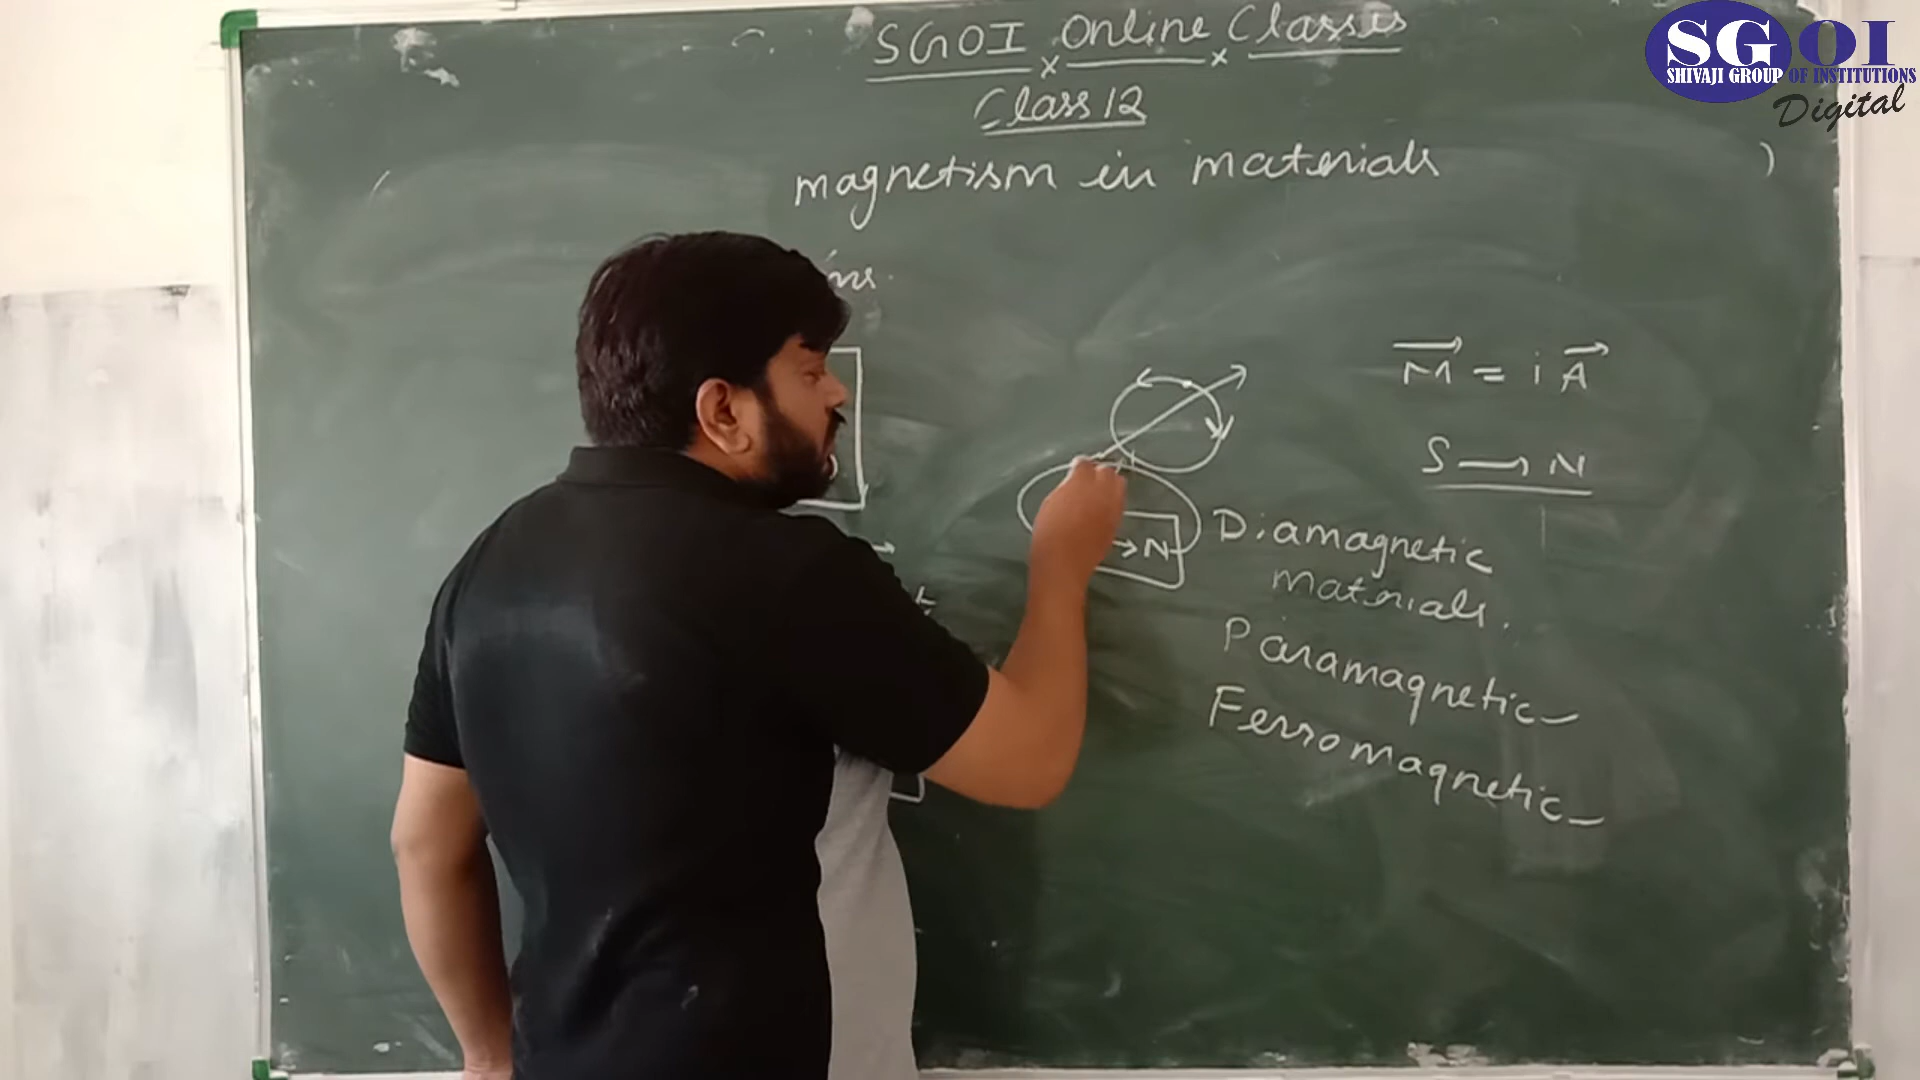 SGOI Online Classes
Class 12
magnetism in materials
M = i A
S → N
N
Diamagnetic
materials.
Paramagnetic
Ferromagnetic
SGOI
SHIVAJI GROUP OF INSTITUTIONS
Digital